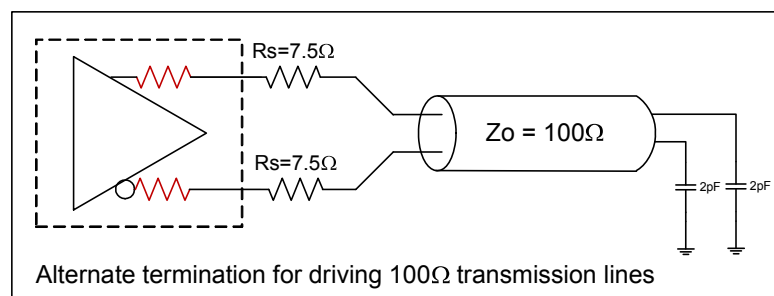 Rs=7.5Ω
Rs=7.5Ω
Zo = 100Ω
2pF
2pF
Alternate termination for driving 100Ω transmission lines